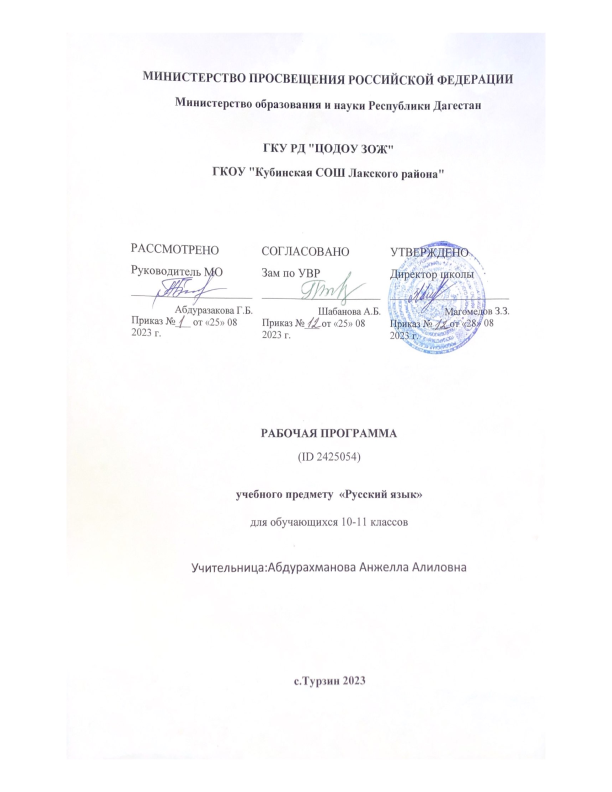 МИНИСТЕРСТВО ПРОСВЕЩЕНИЯ РОССИЙСКОЙ ФЕДЕРАЦИИ
Министерство образования и науки Республики Дагестан
ГКУ РД "ЦОДОУ ЗОЖ"
ГКОУ "Кубинская СОШ Лакского района"
РАССМОТРЕНО
Руководитель МО
Абдуразакова Г.Б.
Приказ № 1 от «25» 08
2023 г.
СОГЛАСОВАНО
Зам по УВР
Шабанова А.Б.
Приказ № 12 от «25» 08
2023 г.
УТВЕРЖДЕНО
Директор школы
Магомедов З.З.
Приказ № 12 от «28» 08
2023 г.
РАБОЧАЯ ПРОГРАММА
(ID 2425054)
учебного предмету «Русский язык»
для обучающихся 10-11 классов
Учительница:Абдурахманова Анжелла Алиловна
с.Турзин 2023